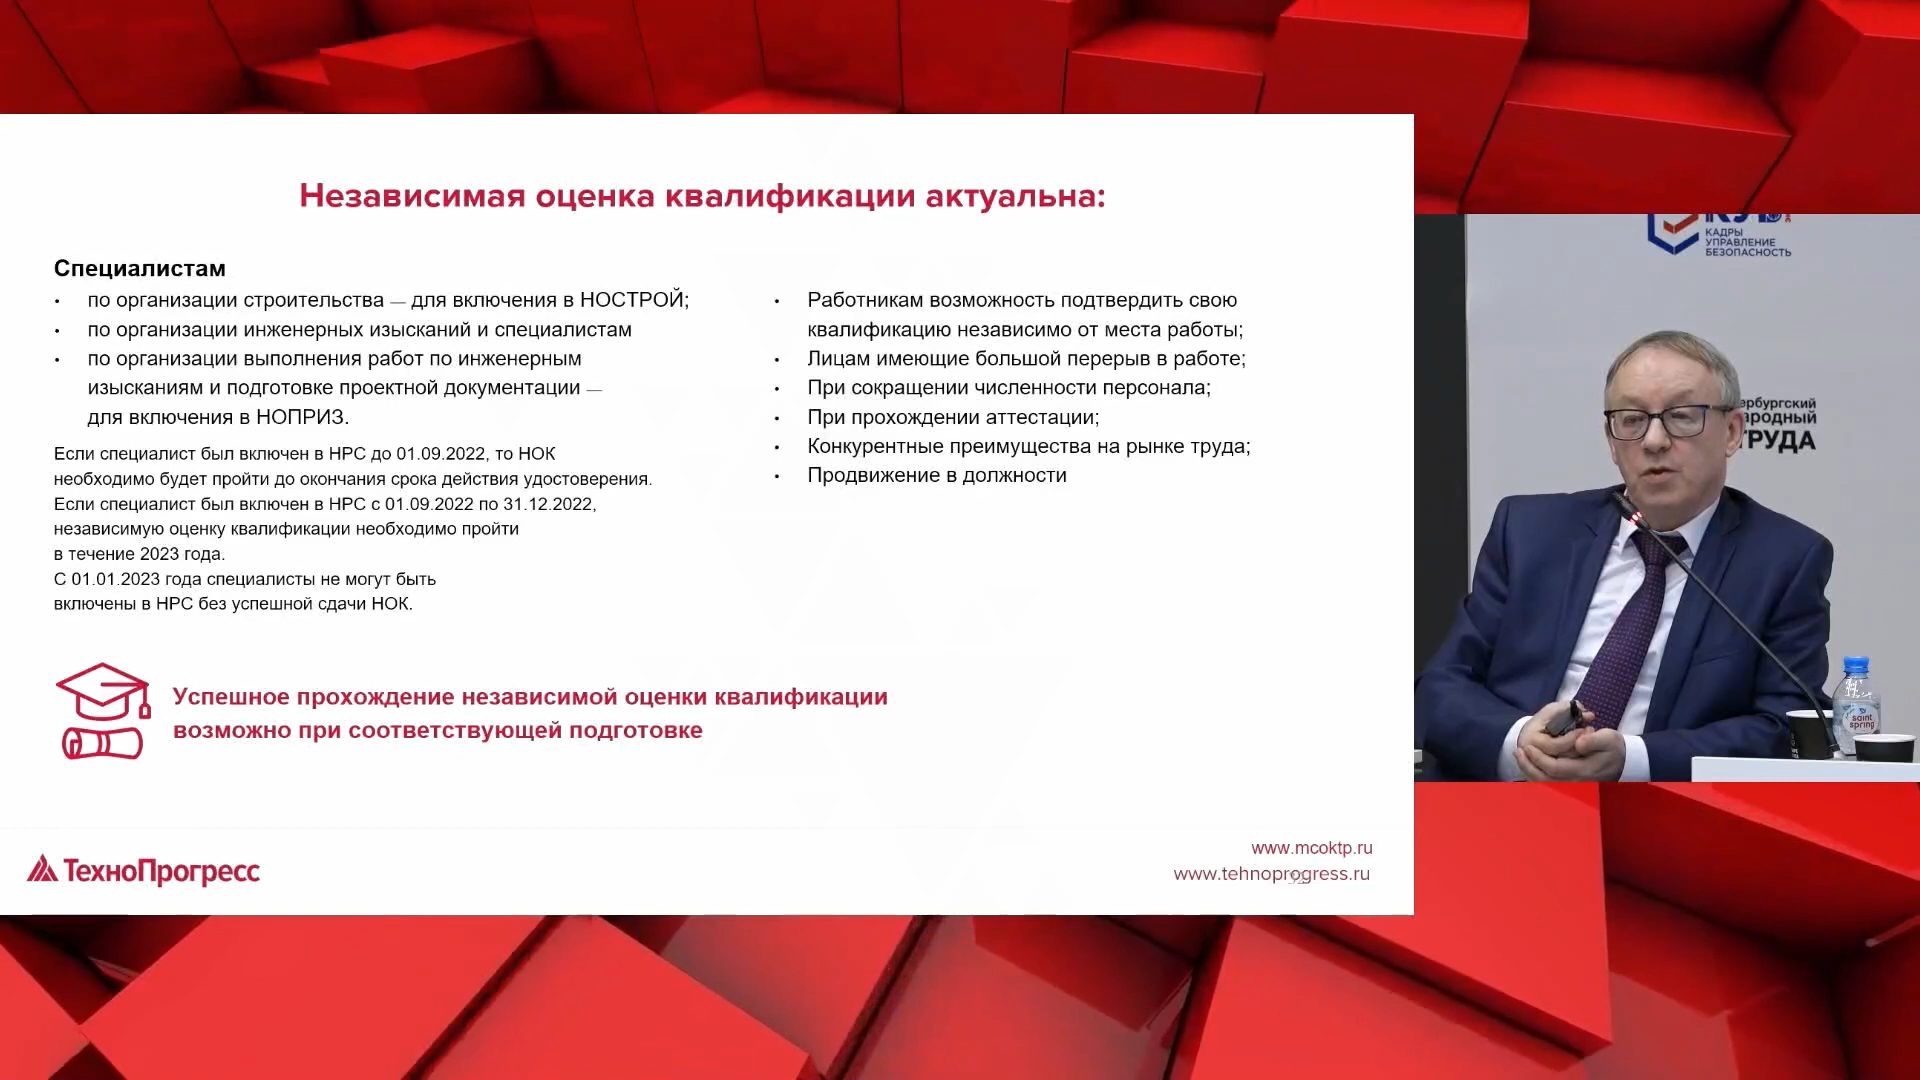 Независимая оценка квалификации актуальна:
Специалистам
• по организации строительства — для включения в НОСТРОЙ;
• по организации инженерных изысканий и специалистам
• по организации выполнения работ по инженерным
изысканиям и подготовке проектной документации —
для включения в НОПРИЗ.
Если специалист был включен в НРС до 01.09.2022, то НОК
необходимо будет пройти до окончания срока действия удостоверения.
Если специалист был включен в НРС с 01.09.2022 по 31.12.2022,
независимую оценку квалификации необходимо пройти
в течение 2023 года.
С 01.01.2023 года специалисты не могут быть
включены в НРС без успешной сдачи НОК.
• Работникам возможность подтвердить свою
квалификацию независимо от места работы;
• Лицам имеющие большой перерыв в работе;
• При сокращении численности персонала;
• При прохождении аттестации;
• Конкурентные преимущества на рынке труда;
• Продвижение в должности
Успешное прохождение независимой оценки квалификации
возможно при соответствующей подготовке
ТехноПрогресс
www.mcoktp.ru
www.tehnoprogress.ru
КАДРЫ
УПРАВЛЕНИЕ
БЕЗОПАСНОСТЬ
ербургский
ародный
ТРУДА
saint
spring